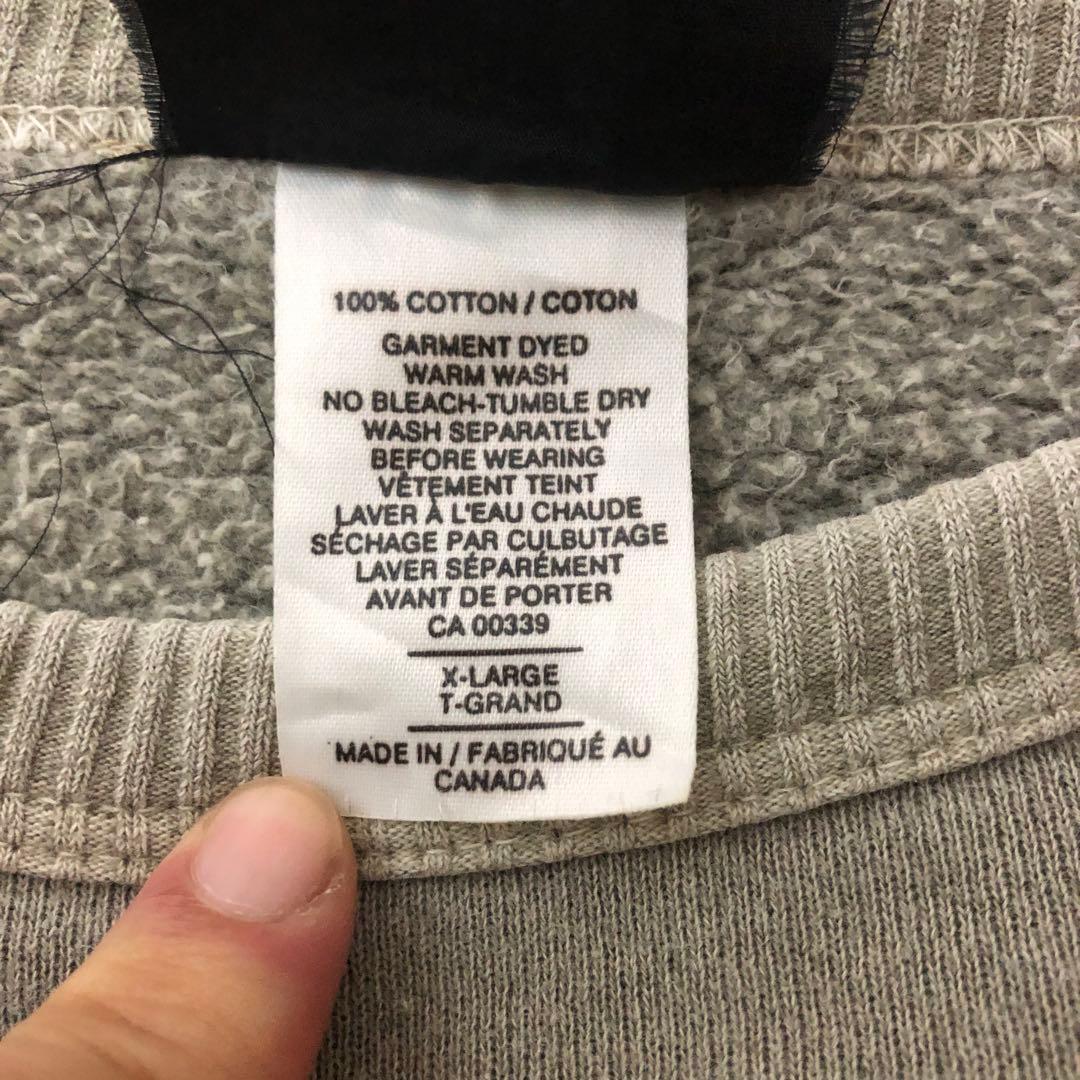 100% COTTON / COTON
GARMENT DYED
WARM WASH
NO BLEACH-TUMBLE DRY
WASH SEPARATELY
BEFORE WEARING
VÊTEMENT TEINT
LAVER À L'EAU CHAUDE
SÉCHAGE PAR CULBUTAGE
LAVER SÉPARÉMENT
AVANT DE PORTER
CA 00339
X-LARGE
T-GRAND
MADE IN / FABRIQUÉ AU
CANADA